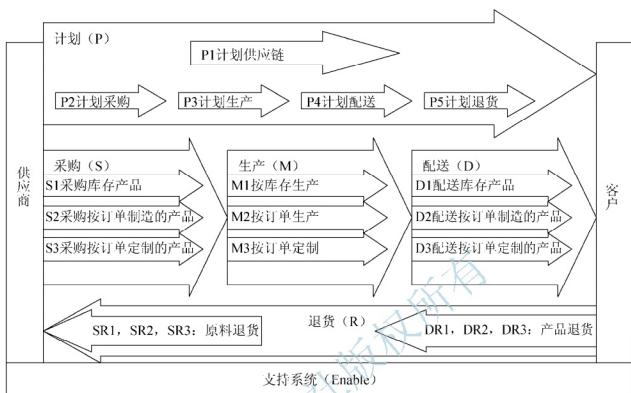 计划（P）
P1计划供应链
P2计划采购
P3计划生产
P4计划配送
P5计划退货
供应商
采购（S）
S1采购库存产品
S2采购按订单制造的产品
S3采购按订单定制的产品
生产（M）
M1按库存生产
M2按订单生产
M3按订单定制
配送（D）
D1配送库存产品
D2配送按订单制造的产品
D3配送按订单定制的产品
客户
退货（R）
SR1，SR2，SR3：原料退货
DR1，DR2，DR3：产品退货
支持系统（Enable）
版权所有